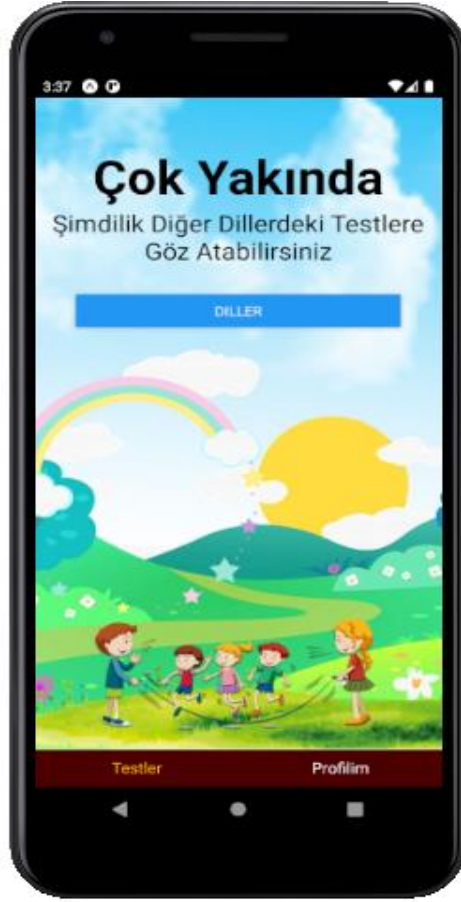 3:37
Çok Yakında
Şimdilik Diğer Dillerdeki Testlere
Göz Atabilirsiniz
DILLER
Testler
Profilim